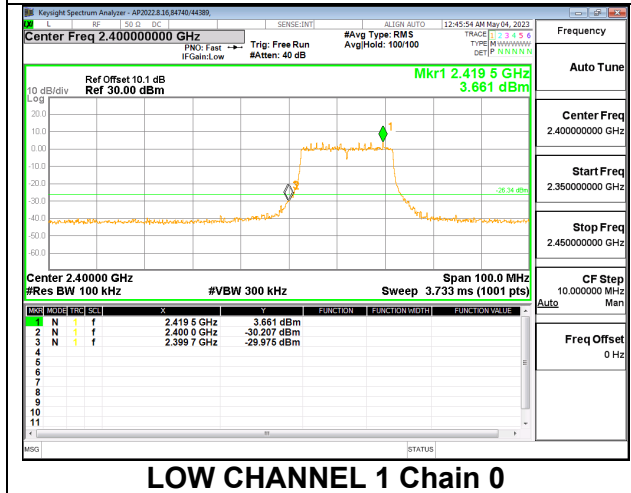 Keysight Spectrum Analyzer - AP2022.8.16,84740/44389,
L RF 50 Ω DC SENSE:INT ALIGN AUTO 12:45:54 AM May 04, 2023
Center Freq 2.400000000 GHz
#Avg Type: RMS
TRACE 1 2 3 4 5 6
PNO: Fast
Trig: Free Run
Avg|Hold: 100/100
TYPE M WWWWW
IFGain:Low
#Atten: 40 dB
DET P NNNNN
Ref Offset 10.1 dB
Mkr1 2.419 5 GHz
10 dB/div
Ref 30.00 dBm
3.661 dBm
Log
20.0
10.0
0.00
-10.0
-20.0
-26.34 dBm
-30.0
-40.0
-50.0
-60.0
1
Center 2.40000 GHz
Span 100.0 MHz
#Res BW 100 kHz
#VBW 300 kHz
Sweep 3.733 ms (1001 pts)
MKR MODE TRC SCL X Y FUNCTION FUNCTION WIDTH FUNCTION VALUE
1 N 1 f 2.419 5 GHz 3.661 dBm
2 N 1 f 2.400 0 GHz -30.207 dBm
3 N 1 f 2.399 7 GHz -29.975 dBm
4
5
6
7
8
9
10
11
MSG
STATUS
Frequency
Auto Tune
Center Freq
2.400000000 GHz
Start Freq
2.350000000 GHz
Stop Freq
2.450000000 GHz
CF Step
10.000000 MHz
Auto Man
Freq Offset
0 Hz
LOW CHANNEL 1 Chain 0